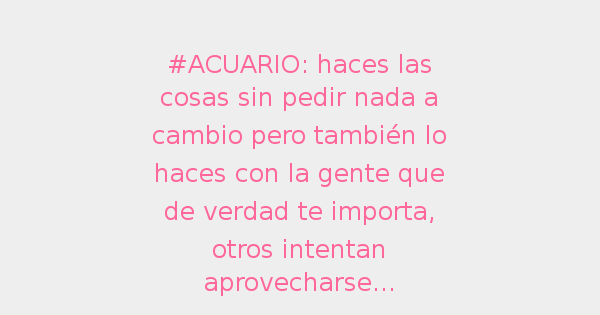 #ACUARIO: haces las
cosas sin pedir nada a
cambio pero también lo
haces con la gente que
de verdad te importa,
otros intentan
aprovecharse...